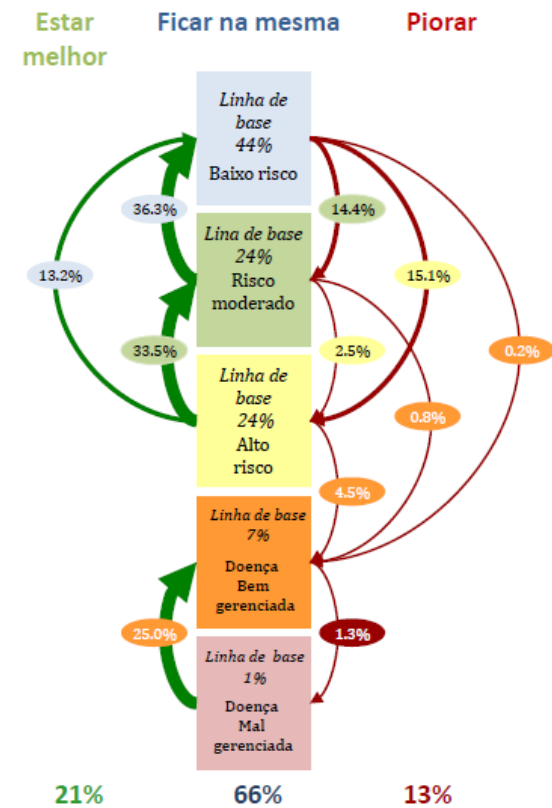 Estar melhor
Ficar na mesma
Piorar
Linha de
base
44%
Baixo risco
36.3%
14.4%
Lina de base
24%
Risco
moderado
13.2%
15.1%
33.5%
2.5%
0.2%
Linha de
base
24%
Alto
risco
0.8%
4.5%
Linha de base
7%
Doença
Bem
gerenciada
25.0%
1.3%
Linha de base
1%
Doença
Mal
gerenciada
21%
66%
13%